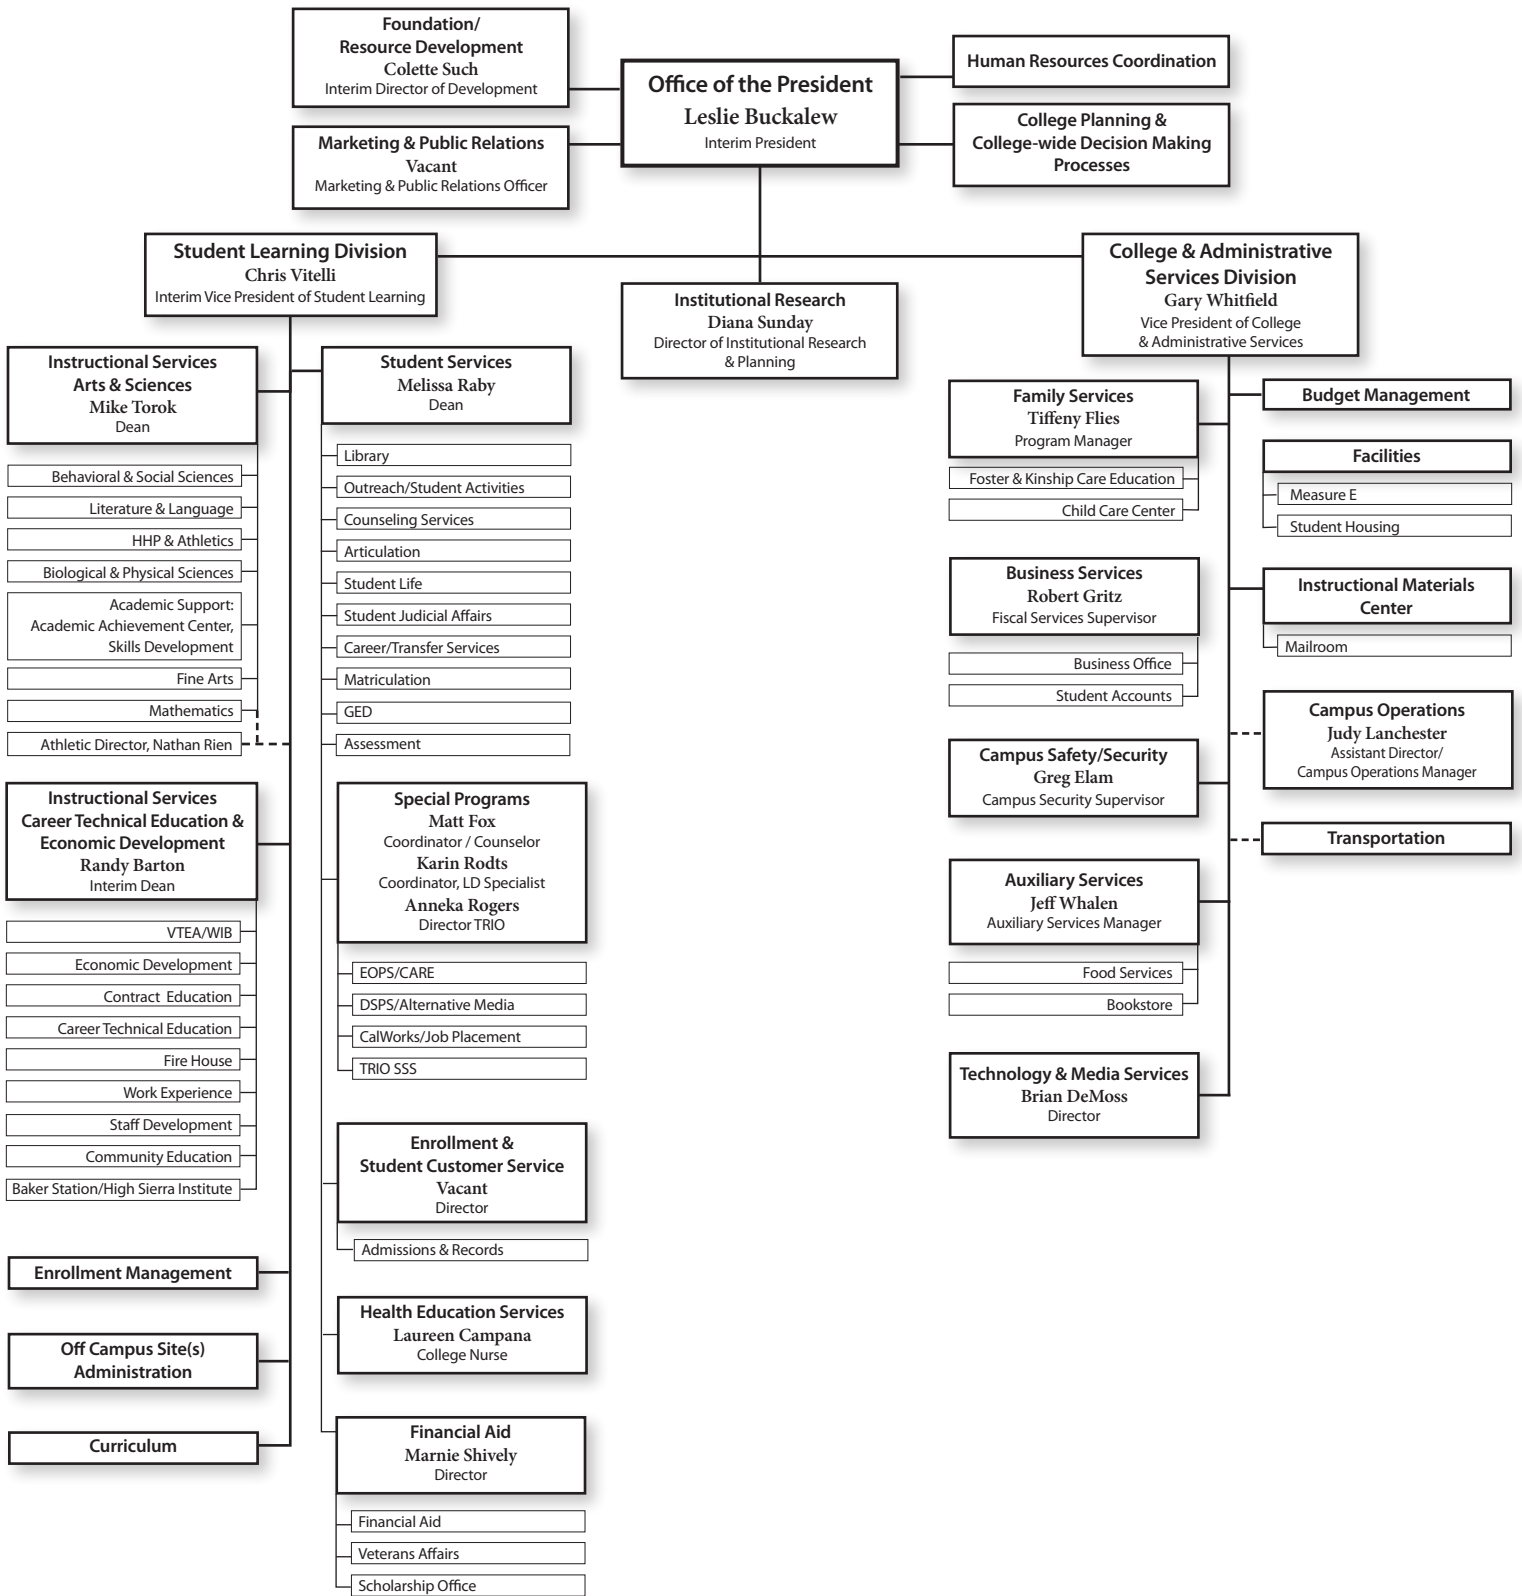 Foundation/
Resource Development
Colette Such
Interim Director of Development
Marketing & Public Relations
Vacant
Marketing & Public Relations Officer
Office of the President
Leslie Buckalew
Interim President
Human Resources Coordination
College Planning &
College-wide Decision Making
Processes
Student Learning Division
Chris Vitelli
Interim Vice President of Student Learning
Institutional Research
Diana Sunday
Director of Institutional Research
& Planning
College & Administrative
Services Division
Gary Whitfield
Vice President of College
& Administrative Services
Instructional Services
Arts & Sciences
Mike Torok
Dean
Behavioral & Social Sciences
Literature & Language
HHP & Athletics
Biological & Physical Sciences
Academic Support:
Academic Achievement Center,
Skills Development
Fine Arts
Mathematics
Athletic Director, Nathan Rien
Instructional Services
Career Technical Education &
Economic Development
Randy Barton
Interim Dean
VTEA/WIB
Economic Development
Contract Education
Career Technical Education
Fire House
Work Experience
Staff Development
Community Education
Baker Station/High Sierra Institute
Enrollment Management
Off Campus Site(s)
Administration
Curriculum
Student Services
Melissa Raby
Dean
Library
Outreach/Student Activities
Counseling Services
Articulation
Student Life
Student Judicial Affairs
Career/Transfer Services
Matriculation
GED
Assessment
Special Programs
Matt Fox
Coordinator / Counselor
Karin Rodts
Coordinator, LD Specialist
Anneka Rogers
Director TRIO
EOPS/CARE
DSPS/Alternative Media
CalWorks/Job Placement
TRIO SSS
Enrollment &
Student Customer Service
Vacant
Director
Admissions & Records
Health Education Services
Laureen Campana
College Nurse
Financial Aid
Marnie Shively
Director
Financial Aid
Veterans Affairs
Scholarship Office
Family Services
Tiffeny Flies
Program Manager
Foster & Kinship Care Education
Child Care Center
Business Services
Robert Gritz
Fiscal Services Supervisor
Business Office
Student Accounts
Campus Safety/Security
Greg Elam
Campus Security Supervisor
Auxiliary Services
Jeff Whalen
Auxiliary Services Manager
Food Services
Bookstore
Technology & Media Services
Brian DeMoss
Director
Budget Management
Facilities
Measure E
Student Housing
Instructional Materials
Center
Mailroom
Campus Operations
Judy Lanchester
Assistant Director/
Campus Operations Manager
Transportation